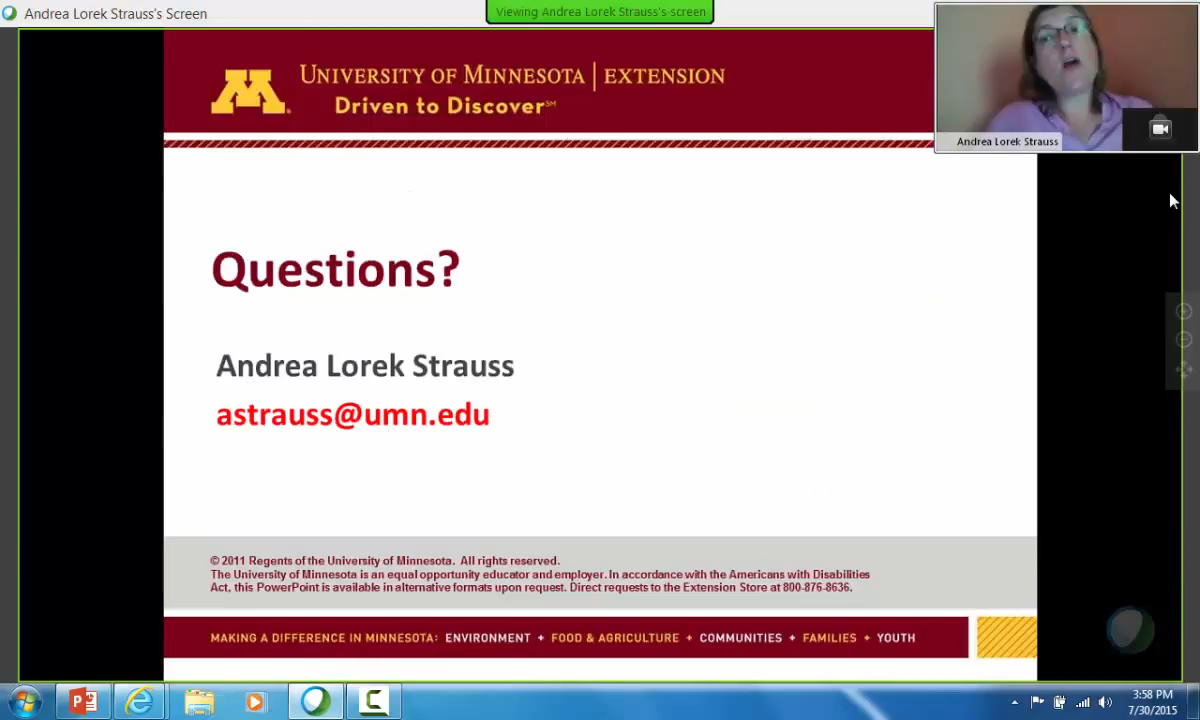 Andrea Lorek Strauss's Screen
Viewing Andrea Lorek Strauss's-screen
UNIVERSITY OF MINNESOTA | EXTENSION
Driven to Discover℠
Andrea Lorek Strauss
Questions?
Andrea Lorek Strauss
astrauss@umn.edu
© 2011 Regents of the University of Minnesota. All rights reserved.
The University of Minnesota is an equal opportunity educator and employer. In accordance with the Americans with Disabilities
Act, this PowerPoint is available in alternative formats upon request. Direct requests to the Extension Store at 800-876-8636.
MAKING A DIFFERENCE IN MINNESOTA: ENVIRONMENT + FOOD & AGRICULTURE + COMMUNITIES + FAMILIES + YOUTH
3:58 PM
7/30/2015